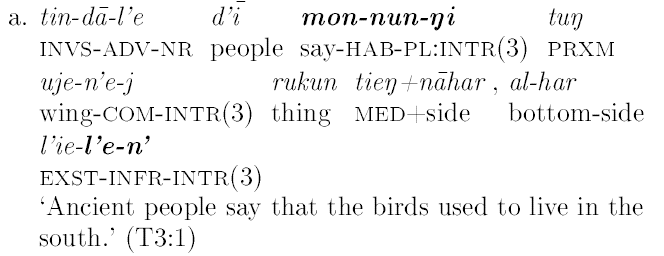 a. tin-dā-l’e d’ī mon-nun-ŋi tuŋ
INVS-ADV-NR people say-HAB-PL:INTR(3) PRXM
uje-n’e-j rukun tieŋ+nāhar , al-har
wing-COM-INTR(3) thing MED+side bottom-side
l’ie-l’e-n’
EXST-INFR-INTR(3)
‘Ancient people say that the birds used to live in the
south.’ (T3:1)